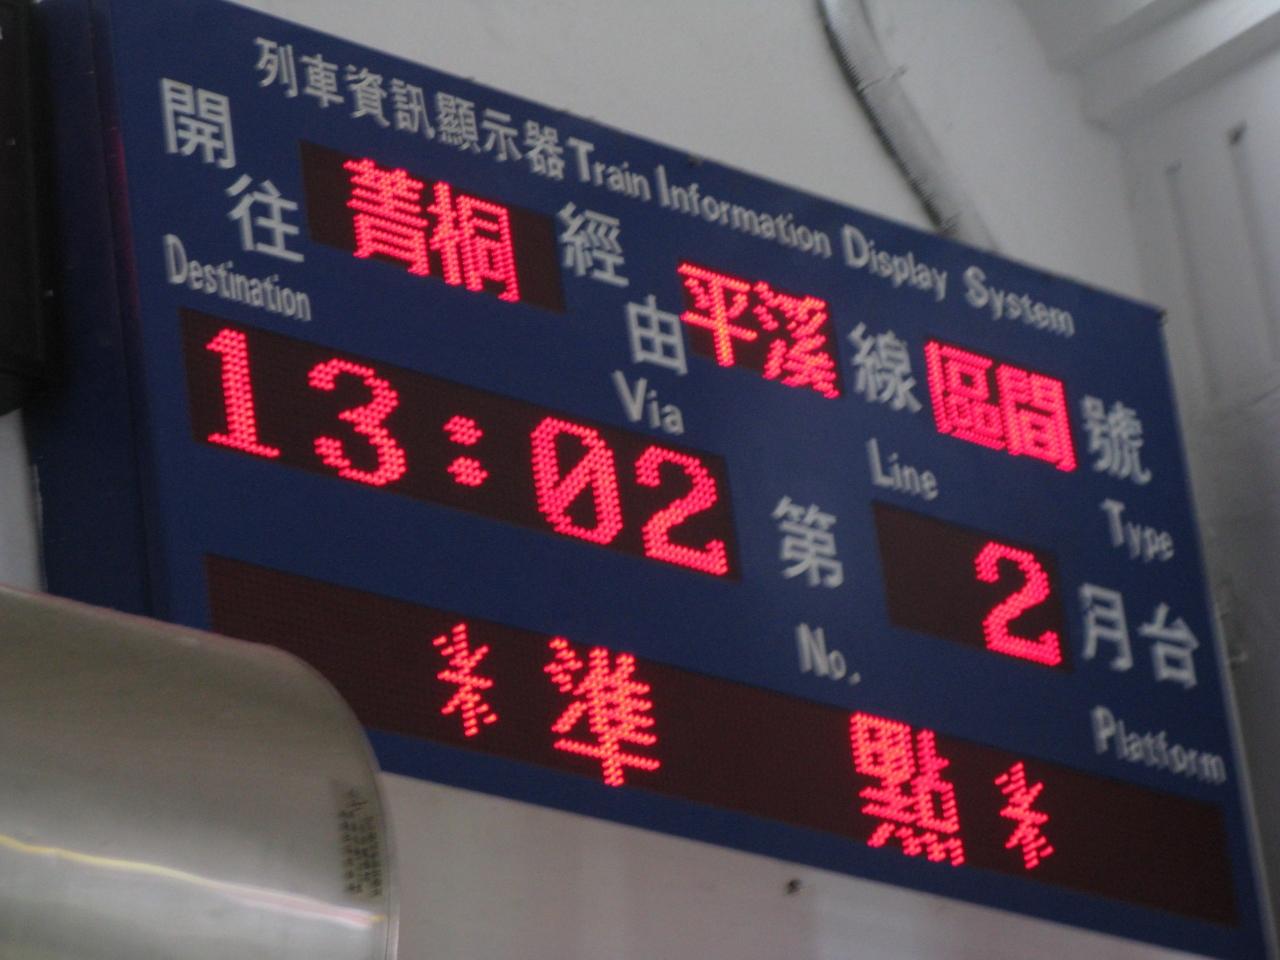 列車資訊顯示器 Train Information Display System
開往 菁桐 經由 平溪 線 區間 號
Destination Via Line Type
13:02 第 2 月台
No. Platform
* 準 點 *